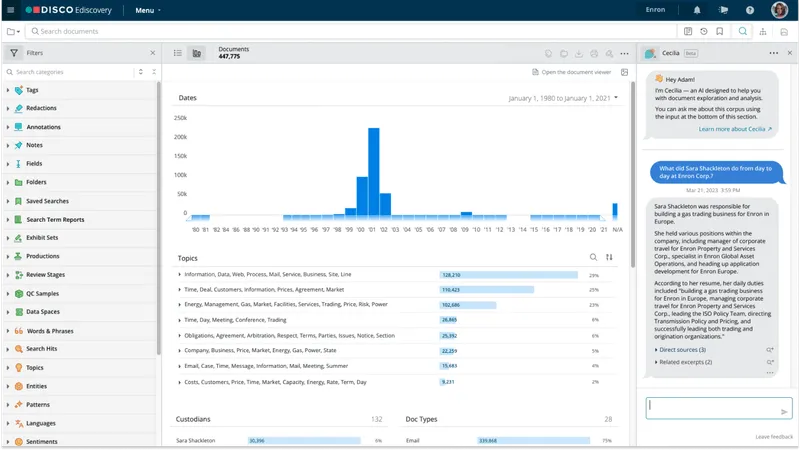 DISCO Ediscovery
Menu
Enron
Search documents
Filters
Search categories
Tags
Redactions
Annotations
Notes
Fields
Folders
Saved Searches
Search Term Reports
Exhibit Sets
Productions
Review Stages
QC Samples
Data Spaces
Words & Phrases
Search Hits
Topics
Entities
Patterns
Languages
Sentiments
Documents
447,775
Open the document viewer
Dates
January 1, 1980 to January 1, 2021
250k
200k
150k
100k
50k
0
'80 '81 '82 '84 '85 '86 '87 '88 '89 '90 '91 '92 '93 '94 '95 '96 '97 '98 '99 '00 '01 '02 '03 '04 '05 '06 '07 '08 '09 '10 '11 '12 '13 '14 '15 '16 '17 '18 '19 '20 '21 N/A
Topics
Information, Data, Web, Process, Mail, Service, Business, Site, Line 128,210 29%
Time, Deal, Customers, Information, Prices, Agreement, Market 110,423 25%
Energy, Management, Gas, Market, Facilities, Services, Trading, Price, Risk, Power 102,686 23%
Time, Day, Meeting, Conference, Trading 26,865 6%
Obligations, Agreement, Arbitration, Respect, Terms, Parties, Issues, Notice, Section 25,392 6%
Company, Business, Price, Market, Energy, Gas, Power, State 22,259 5%
Email, Case, Time, Message, Information, Mail, Meeting, Summer 15,683 4%
Costs, Customers, Price, Time, Market, Capacity, Energy, Rate, Term, Day 9,231 2%
Custodians 132
Sara Shackleton 30,396 6%
Doc Types 28
Email 339,868 75%
Cecilia Beta
Hey Adam!
I'm Cecilia — an AI designed to help you
with document exploration and analysis.
You can ask me about this corpus using
the input at the bottom of this section.
Learn more about Cecilia
What did Sara Shackleton do from day to
day at Enron Corp.?
Mar 21, 2023 3:55 PM
Sara Shackleton was responsible for
building a gas trading business for Enron in
Europe.
She held various positions within the
company, including manager of corporate
travel for Enron Property and Services
Corp., specialist in Enron Global Asset
Operations, and heading up application
development for Enron Europe.
According to her resume, her daily duties
included "building a gas trading business
for Enron in Europe, managing corporate
travel for Enron Property and Services
Corp., leading the ISO Policy Team, directing
Transmission Policy and Pricing, and
successfully leading both trading and
origination organizations."
Direct sources (3)
Related excerpts (2)
Leave feedback